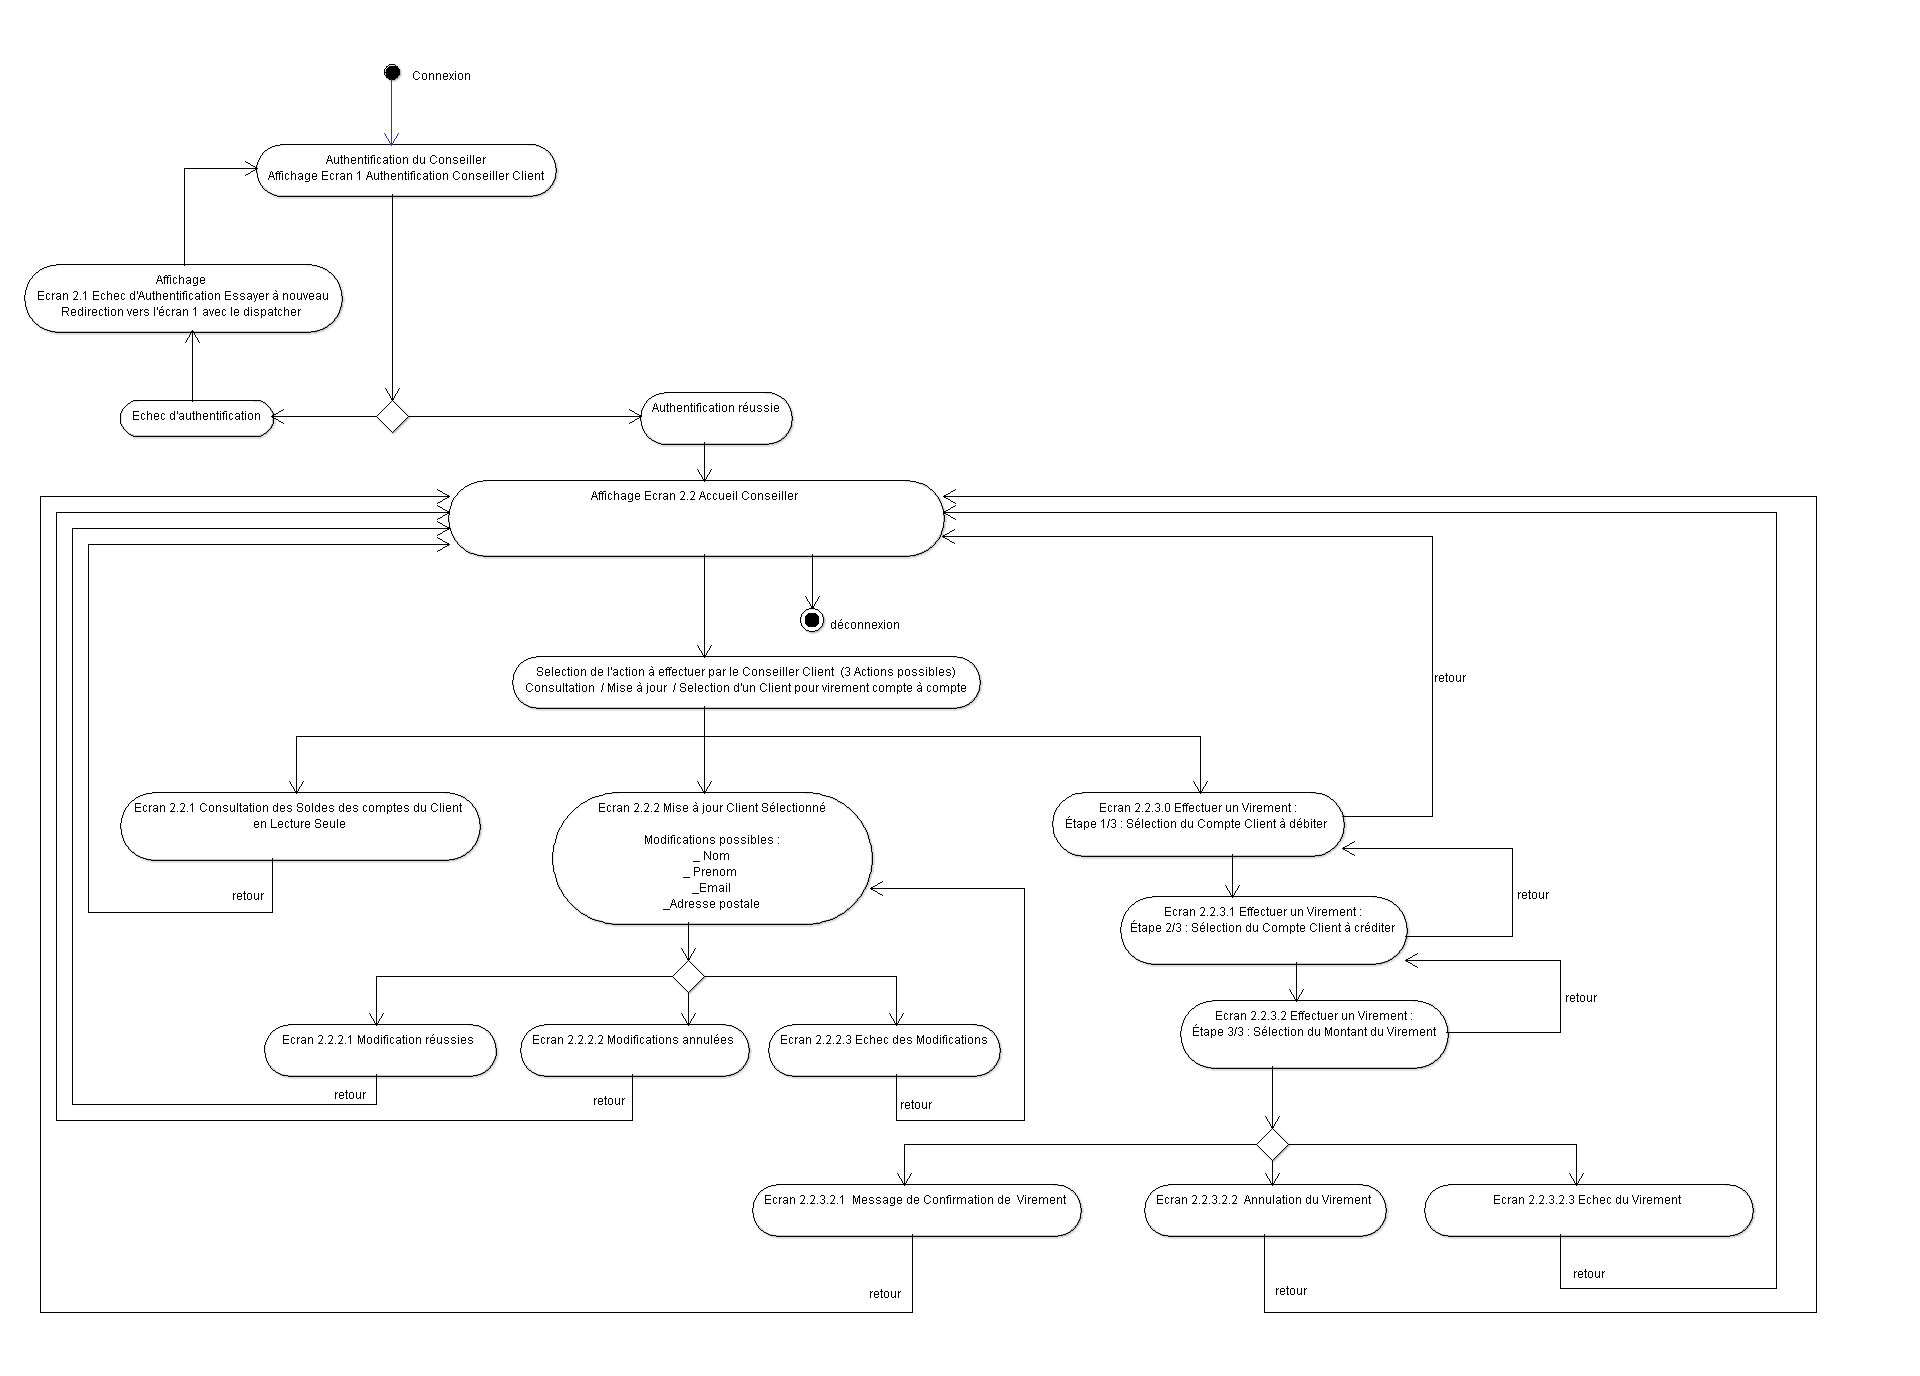 Connexion
Authentification du Conseiller
Affichage Ecran 1 Authentification Conseiller Client
Affichage
Ecran 2.1 Echec d'Authentification Essayer à nouveau
Redirection vers l'écran 1 avec le dispatcher
Echec d'authentification
Authentification réussie
Affichage Ecran 2.2 Accueil Conseiller
déconnexion
Selection de l'action à effectuer par le Conseiller Client (3 Actions possibles)
Consultation / Mise à jour / Selection d'un Client pour virement compte à compte
retour
Ecran 2.2.1 Consultation des Soldes des comptes du Client
en Lecture Seule
retour
Ecran 2.2.2 Mise à jour Client Sélectionné
Modifications possibles :
_ Nom
_ Prenom
_Email
_Adresse postale
Ecran 2.2.3.0 Effectuer un Virement :
Étape 1/3 : Sélection du Compte Client à débiter
retour
Ecran 2.2.3.1 Effectuer un Virement :
Étape 2/3 : Sélection du Compte Client à créditer
retour
Ecran 2.2.3.2 Effectuer un Virement :
Étape 3/3 : Sélection du Montant du Virement
Ecran 2.2.2.1 Modification réussies
Ecran 2.2.2.2 Modifications annulées
Ecran 2.2.2.3 Echec des Modifications
retour
retour
retour
Ecran 2.2.3.2.1 Message de Confirmation de Virement
Ecran 2.2.3.2.2 Annulation du Virement
Ecran 2.2.3.2.3 Echec du Virement
retour
retour
retour